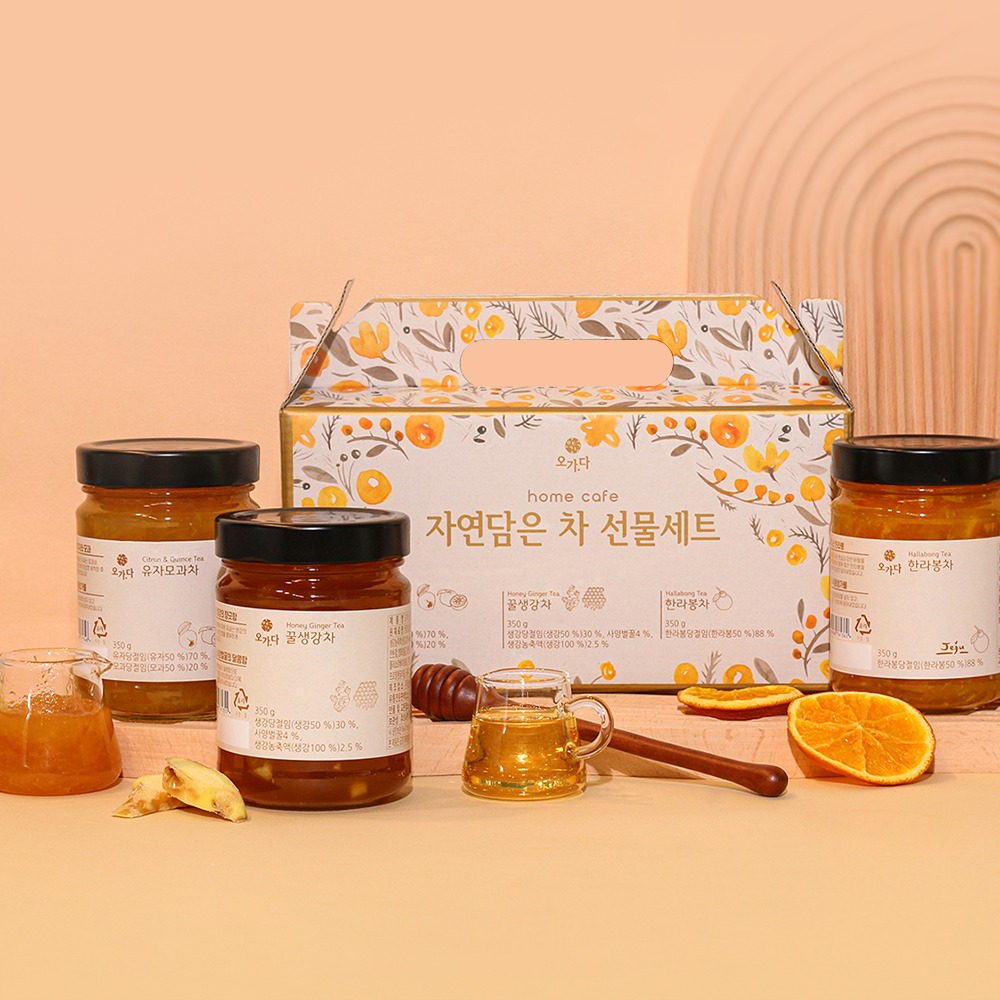 오가다
home cafe
자연담은 차 선물세트
)70 %,
)20 %
Honey Ginger Tea
꿀생강차
350 g
생강당절임(생강50 %)30 %, 사양벌꿀4 %,
생강농축액(생강100 %)2.5 %
Hallabong Tea
한라봉차
350 g
한라봉당절임(한라봉50 %)88 %
오가다
Citron & Quince Tea
유자모과차
350 g
유자당절임(유자50 %)70 %,
모과당절임(모과50 %)20 %
오가다
Honey Ginger Tea
꿀생강차
350 g
생강당절임(생강50 %)30 %,
사양벌꿀4 %,
생강농축액(생강100 %)2.5 %
오가다
Hallabong Tea
한라봉차
Jeju
350 g
한라봉당절임(한라봉50 %)88 %